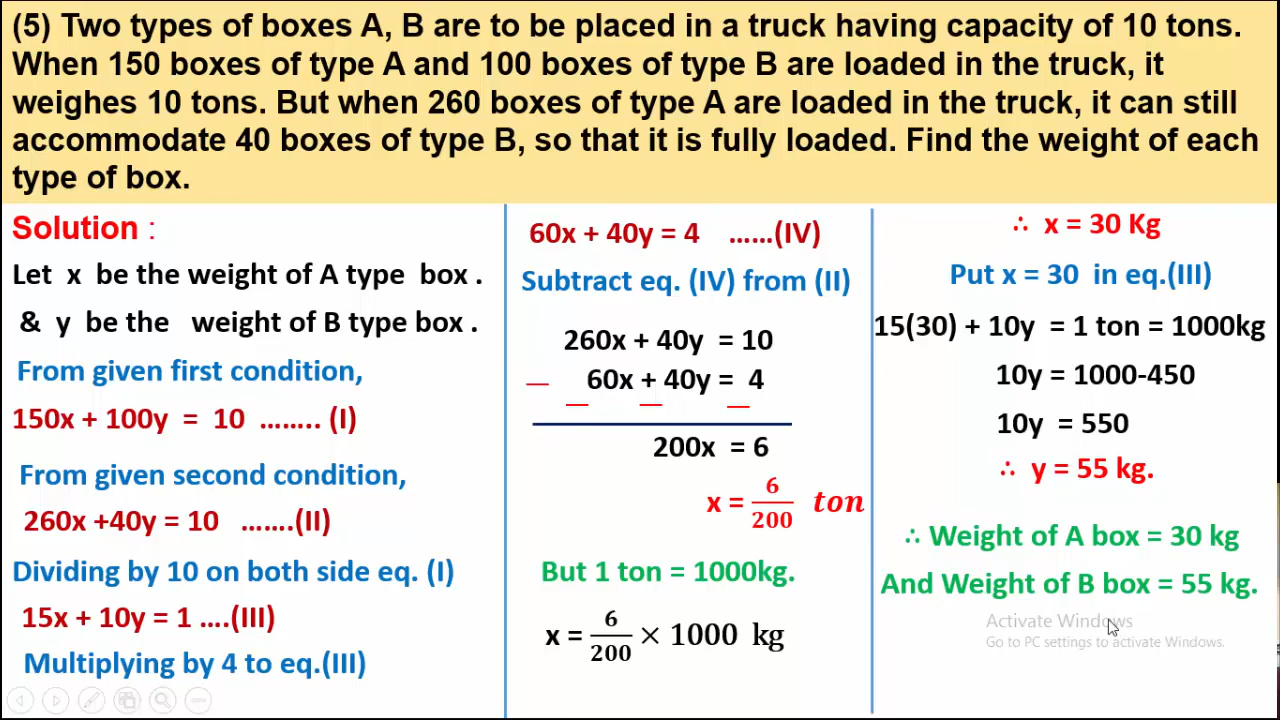 (5) Two types of boxes A, B are to be placed in a truck having capacity of 10 tons.
When 150 boxes of type A and 100 boxes of type B are loaded in the truck, it
weighes 10 tons. But when 260 boxes of type A are loaded in the truck, it can still
accommodate 40 boxes of type B, so that it is fully loaded. Find the weight of each
type of box.
Solution :
Let x be the weight of A type box .
& y be the weight of B type box .
From given first condition,
150x + 100y = 10 …….. (I)
From given second condition,
260x +40y = 10 …….(II)
Dividing by 10 on both side eq. (I)
15x + 10y = 1 ….(III)
Multiplying by 4 to eq.(III)
60x + 40y = 4 ……(IV)
Subtract eq. (IV) from (II)
260x + 40y = 10
— 60x + 40y = 4
— — —
200x = 6
x = 6/200 ton
But 1 ton = 1000kg.
x = 6/200 × 1000 kg
∴ x = 30 Kg
Put x = 30 in eq.(III)
15(30) + 10y = 1 ton = 1000kg
10y = 1000-450
10y = 550
∴ y = 55 kg.
∴ Weight of A box = 30 kg
And Weight of B box = 55 kg.
Activate Windows
Go to PC settings to activate Windows.